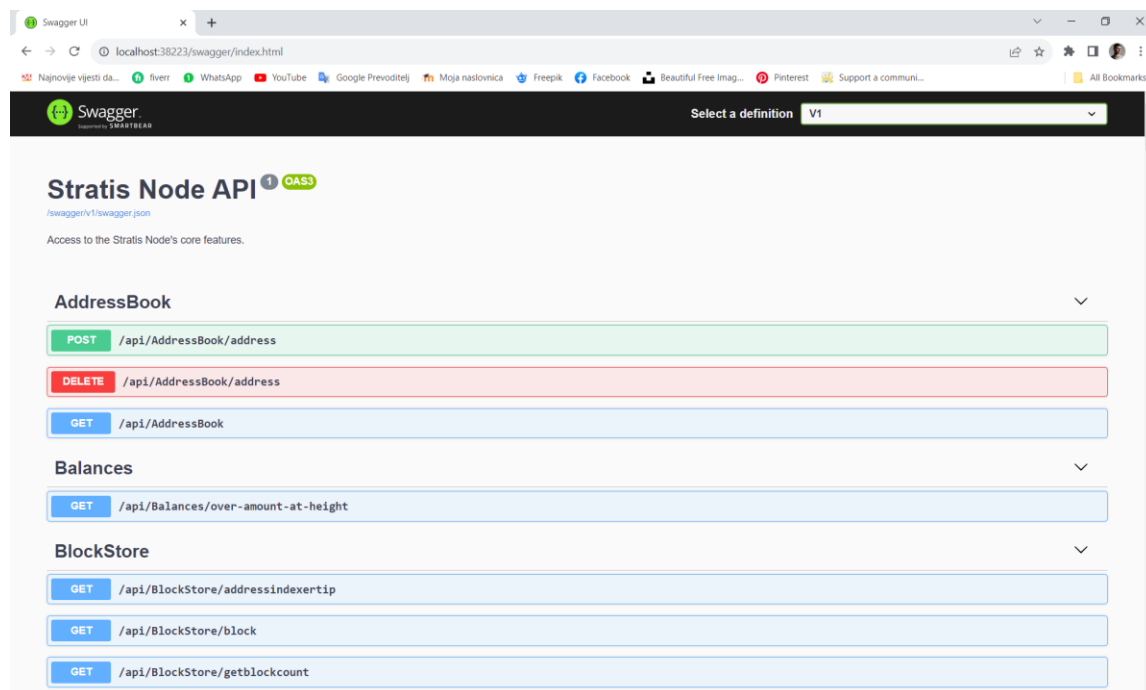 Swagger UI
localhost:38223/swagger/index.html
Najnovije vijesti da... fiverr WhatsApp YouTube Google Prevoditelj Moja naslovnica Freepik Facebook Beautiful Free Imag... Pinterest Support a communi... All Bookmarks
Swagger. Select a definition V1
Supported by SMARTBEAR
Stratis Node API 1 OAS3
/swagger/v1/swagger.json
Access to the Stratis Node's core features.
AddressBook
POST /api/AddressBook/address
DELETE /api/AddressBook/address
GET /api/AddressBook
Balances
GET /api/Balances/over-amount-at-height
BlockStore
GET /api/BlockStore/addressindexertip
GET /api/BlockStore/block
GET /api/BlockStore/getblockcount